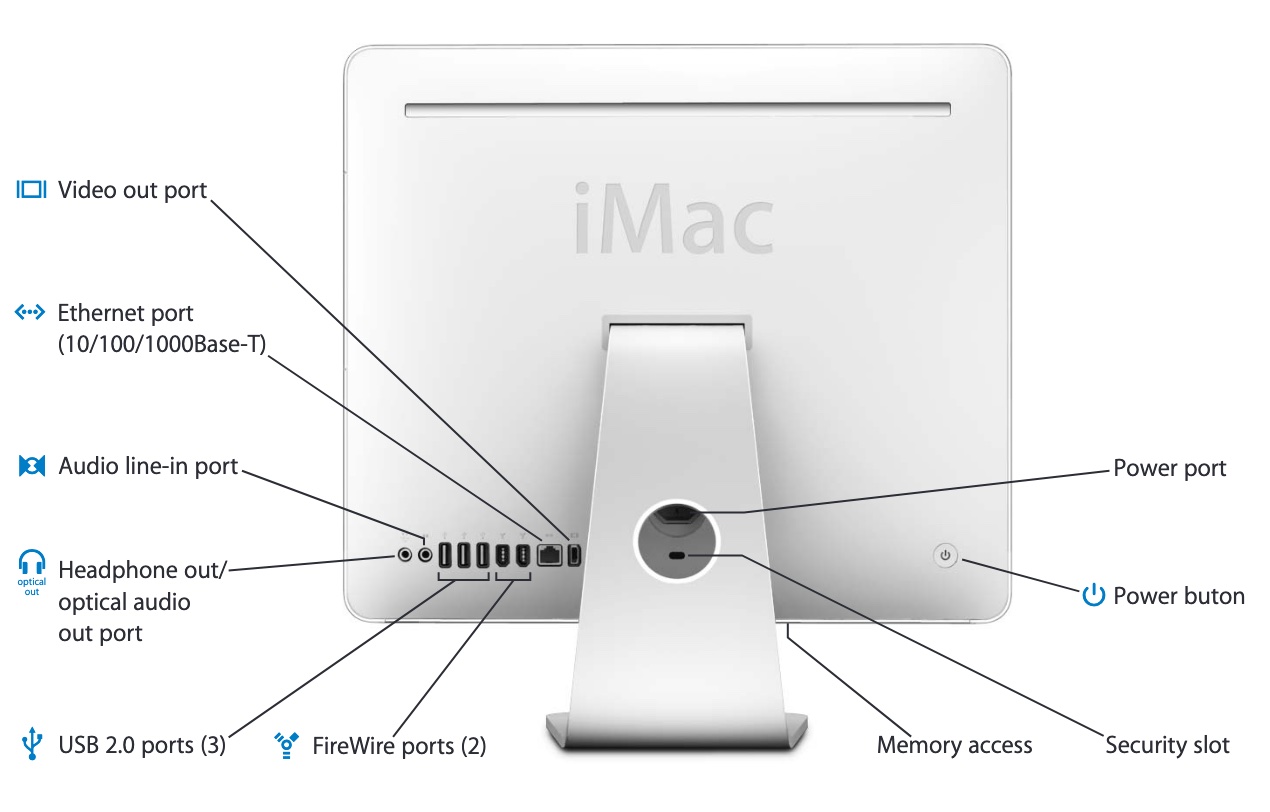 iMac
Video out port
Ethernet port
(10/100/1000Base-T)
Audio line-in port
Headphone out/
optical audio
out port
optical
out
USB 2.0 ports (3)
FireWire ports (2)
Power port
Power buton
Memory access
Security slot